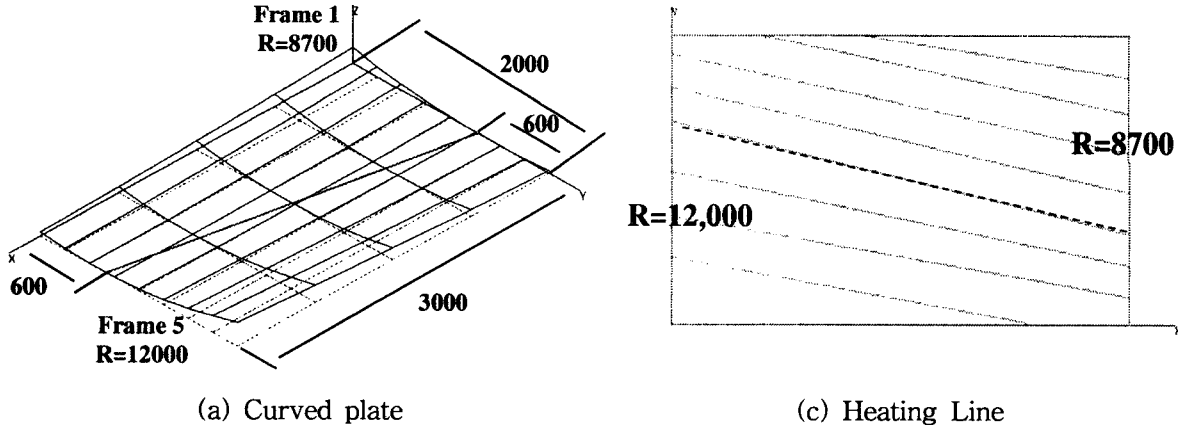 Frame 1
R=8700
z
2000
600
Y
X
600
3000
Frame 5
R=12000
(a) Curved plate
R=8700
R=12,000
(c) Heating Line